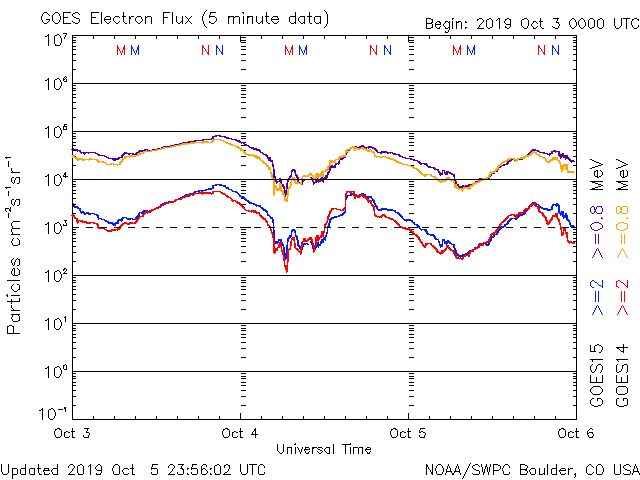 GOES Electron Flux (5 minute data)
Begin: 2019 Oct 3 0000 UTC
M M N N M M N N M M N N
10⁷
10⁶
10⁵
10⁴
10³
10²
10¹
10⁰
10⁻¹
Particles cm⁻²s⁻¹sr⁻¹
Oct 3 Oct 4 Oct 5 Oct 6
Universal Time
GOES15 >=2 >=0.8 MeV
GOES14 >=2 >=0.8 MeV
Updated 2019 Oct 5 23:56:02 UTC
NOAA/SWPC Boulder, CO USA